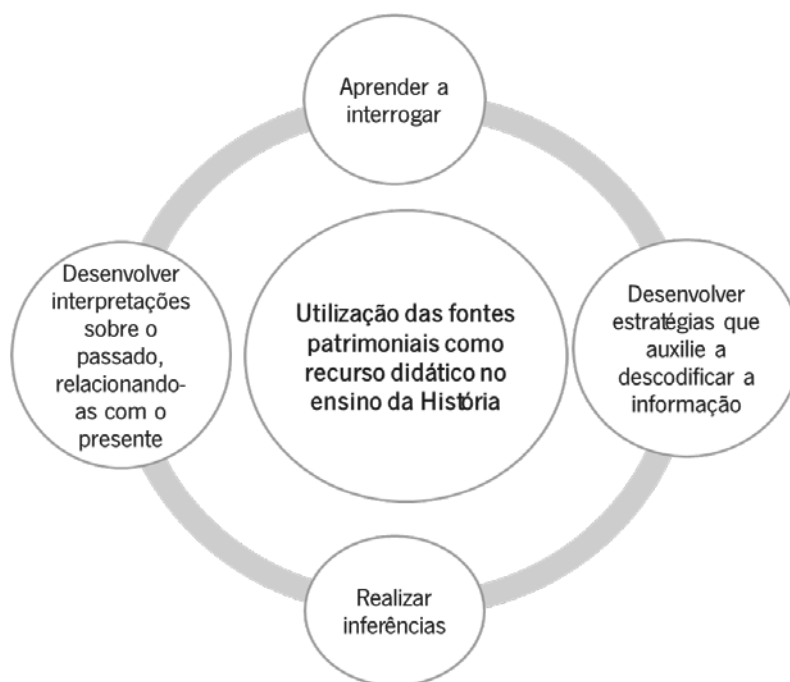 Aprender a
interrogar
Desenvolver
interpretações
sobre o
passado,
relacionando-
as com o
presente
Utilização das fontes
patrimoniais como
recurso didático no
ensino da História
Desenvolver
estratégias que
auxilie a
descodificar a
informação
Realizar
inferências